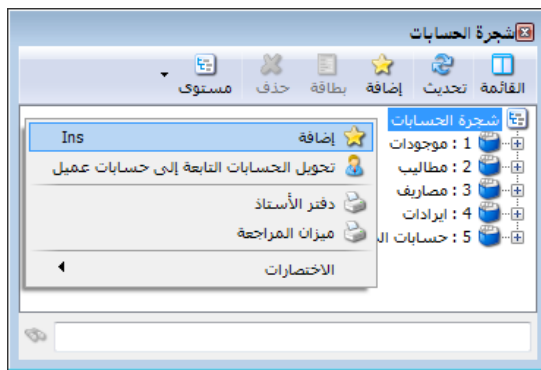 شجرة الحسابات
القائمة تحديث إضافة بطاقة حذف مستوى
شجرة الحسابات
1 : موجودات
2 : مطاليب
3 : مصاريف
4 : ايرادات
5 : حسابات
إضافة Ins
تحويل الحسابات التابعة إلى حسابات عميل
دفتر الأستاذ
ميزان المراجعة
الاختصارات